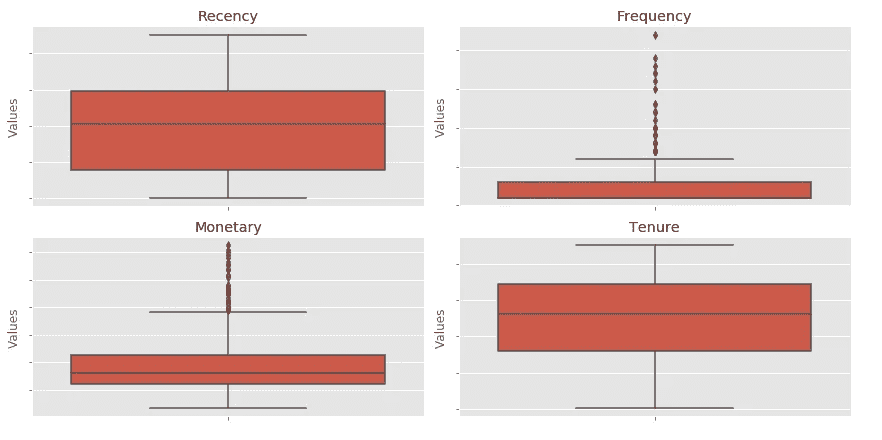 Recency
Frequency
Values
Values
Monetary
Tenure
Values
Values